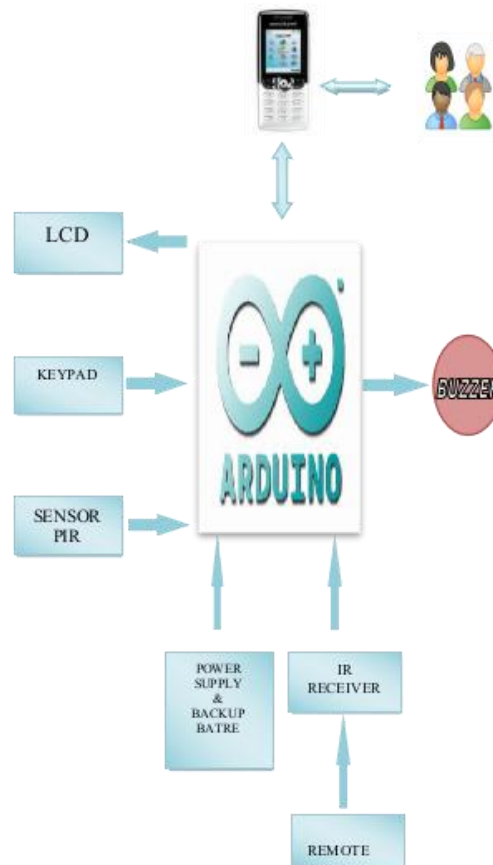 LCD
KEYPAD
SENSOR
PIR
ARDUINO
BUZZER
POWER
SUPPLY
&
BACKUP
BATRE
IR
RECEIVER
REMOTE